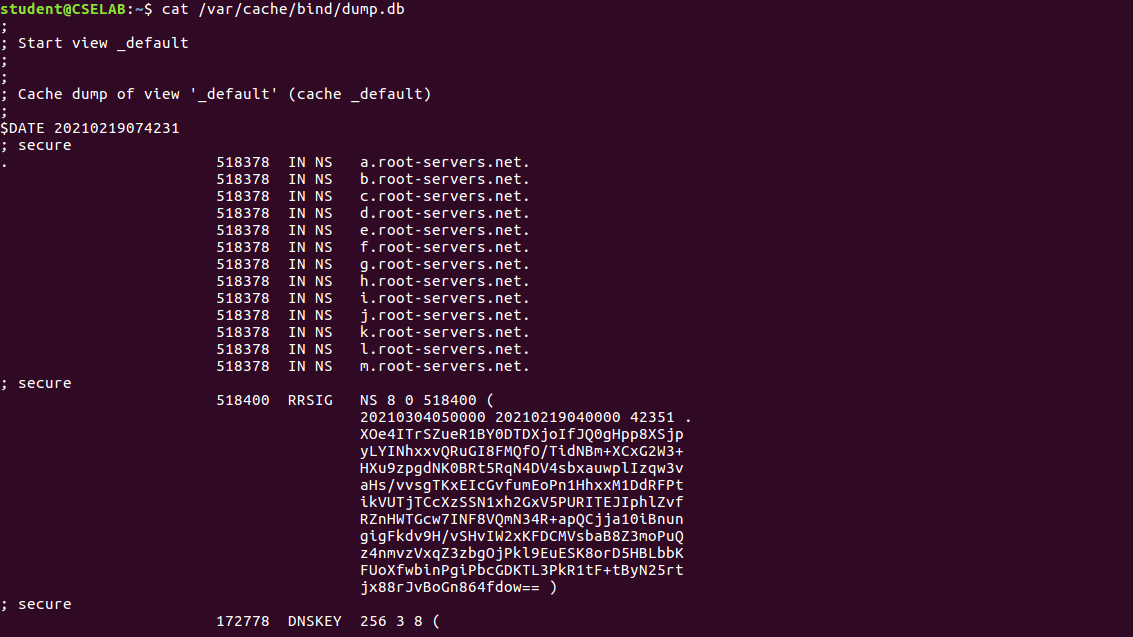 student@CSELAB:~$ cat /var/cache/bind/dump.db
;
; Start view _default
;
;
; Cache dump of view '_default' (cache _default)
;
$DATE 20210219074231
; secure
. 518378 IN NS a.root-servers.net.
518378 IN NS b.root-servers.net.
518378 IN NS c.root-servers.net.
518378 IN NS d.root-servers.net.
518378 IN NS e.root-servers.net.
518378 IN NS f.root-servers.net.
518378 IN NS g.root-servers.net.
518378 IN NS h.root-servers.net.
518378 IN NS i.root-servers.net.
518378 IN NS j.root-servers.net.
518378 IN NS k.root-servers.net.
518378 IN NS l.root-servers.net.
518378 IN NS m.root-servers.net.
; secure
518400 RRSIG NS 8 0 518400 (
20210304050000 20210219040000 42351 .
XOe4ITrSZueR1BY0DTDXjoIfJQ0gHpp8XSjp
yLYINhxxvQRuGI8FMQfO/TidNBm+XCxG2W3+
HXu9zpgdNK0BRt5RqN4DV4sbxauwplIzqw3v
aHs/vvsgTKxEIcGvfumEoPn1HhxxM1DdRFPt
ikVUTjTCcXzSSN1xh2GxV5PURITEJIphlZvf
RZnHWTGcw7INF8VQmN34R+apQCjja10iBnun
gigFkdv9H/vSHvIW2xKFDCMVsbaB8Z3moPuQ
z4nmvzVxqZ3zbgOjPkl9EuESK8orD5HBLbbK
FUoXfwbinPgiPbcGDKTL3PkR1tF+tByN25rt
jx88rJvBoGn864fdow== )
; secure
172778 DNSKEY 256 3 8 (